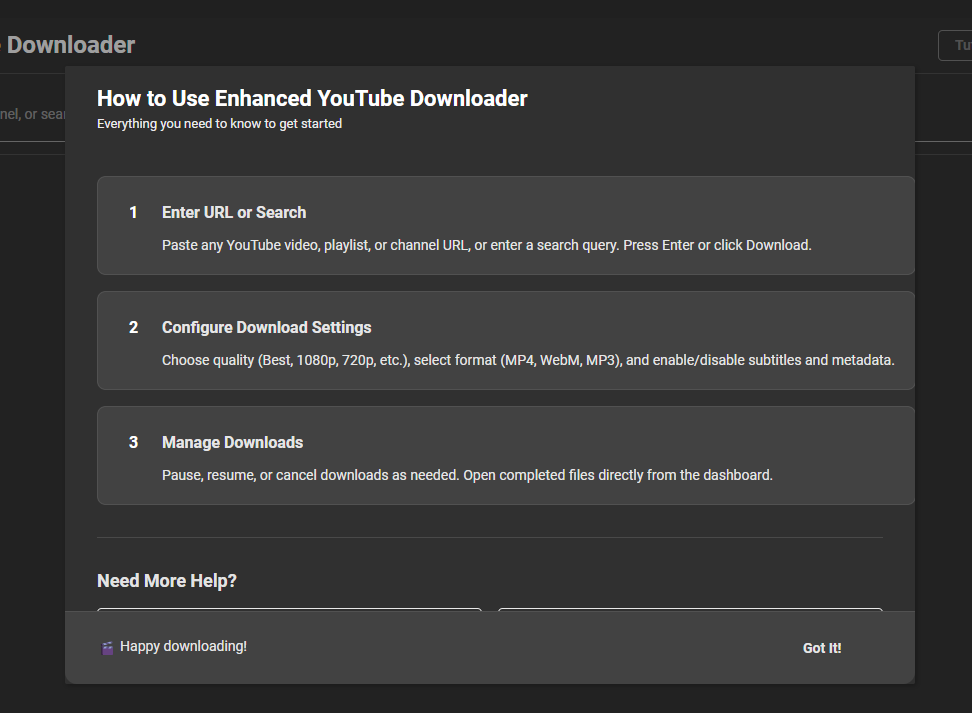 Downloader
Tu
nel, or sear
How to Use Enhanced YouTube Downloader
Everything you need to know to get started
1 Enter URL or Search
Paste any YouTube video, playlist, or channel URL, or enter a search query. Press Enter or click Download.
2 Configure Download Settings
Choose quality (Best, 1080p, 720p, etc.), select format (MP4, WebM, MP3), and enable/disable subtitles and metadata.
3 Manage Downloads
Pause, resume, or cancel downloads as needed. Open completed files directly from the dashboard.
Need More Help?
🎬 Happy downloading!
Got It!